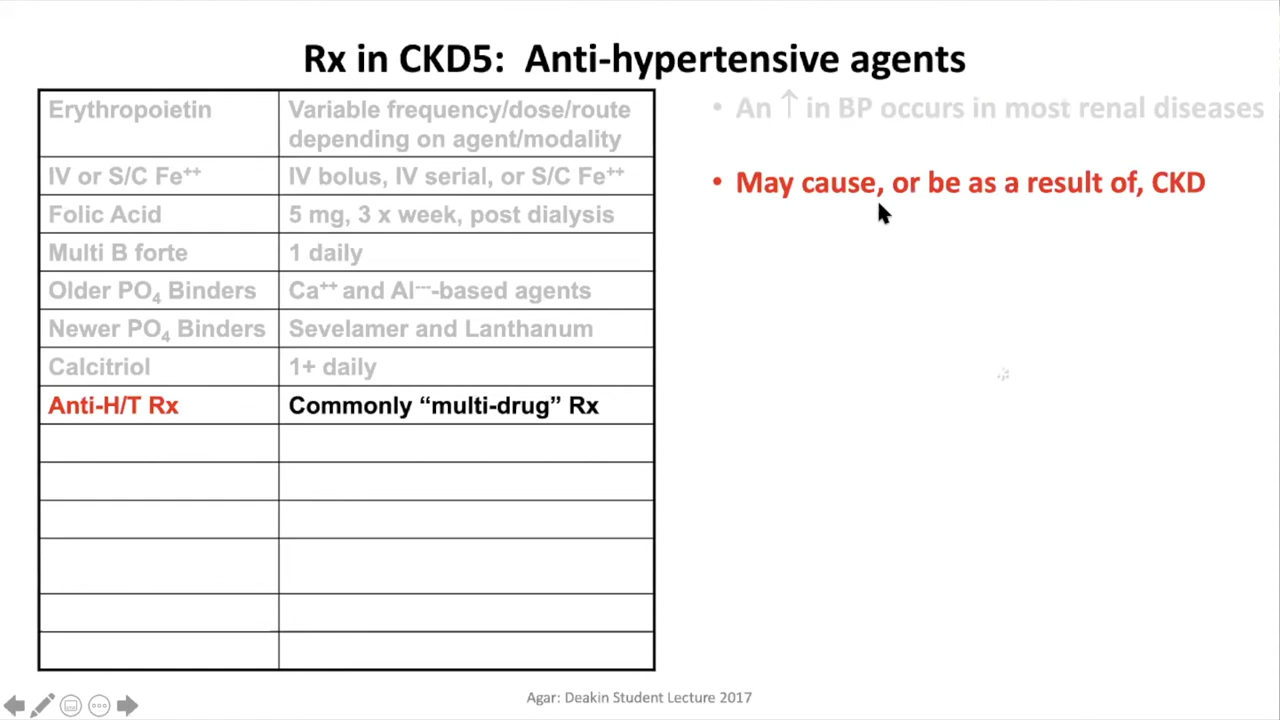 Rx in CKD5: Anti-hypertensive agents
Erythropoietin
Variable frequency/dose/route
depending on agent/modality
IV or S/C Fe⁺⁺
IV bolus, IV serial, or S/C Fe⁺⁺
Folic Acid
5 mg, 3 x week, post dialysis
Multi B forte
1 daily
Older PO₄ Binders
Ca⁺⁺ and Al⁻⁻⁻-based agents
Newer PO₄ Binders
Sevelamer and Lanthanum
Calcitriol
1+ daily
Anti-H/T Rx
Commonly “multi-drug” Rx
• An ↑ in BP occurs in most renal diseases
• May cause, or be as a result of, CKD
Agar: Deakin Student Lecture 2017